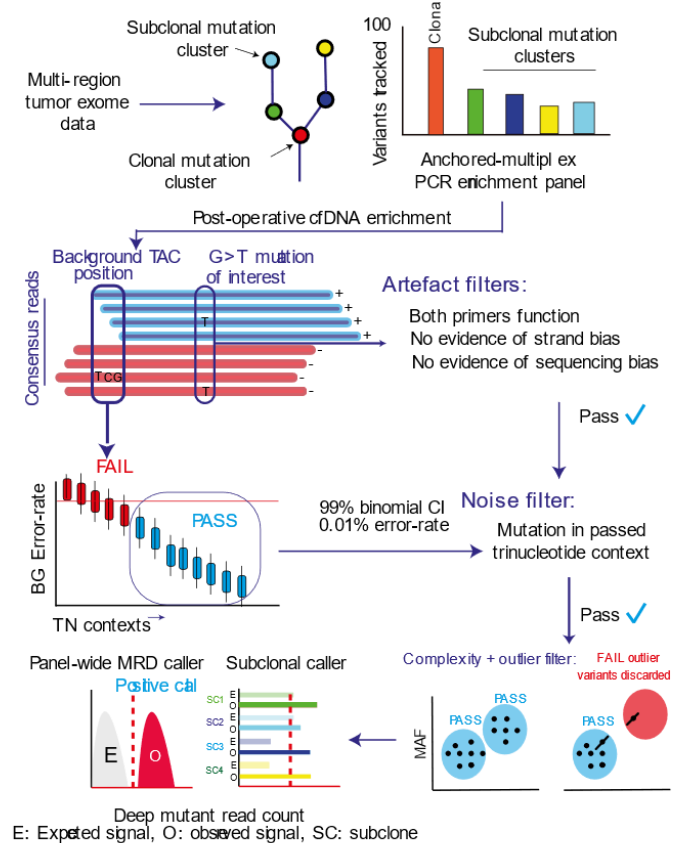 Subclonal mutation
cluster
Multi-region
tumor exome
data
Clonal mutation
cluster
100
Variants tracked
Clona
Subclonal mutation
clusters
Anchored-multipl ex
PCR enichment panel
Post-operative cfDNA errichment
Background TAC
position
G>T mutation
of interest
Consensus reads
+
+
T
+
+
-
-
TCG
-
T
-
Artefact filters:
Both primers function
No evidence of strand bias
No evidence of sequencing bias
Pass
FAIL
PASS
BG Error-rate
TN contexts
99% binomial CI
0.01% error-rate
Noise filter:
Mutation in passed
trinucleotide context
Pass
Panel-wide MRD caller
Positive call
E
O
Subclonal caller
SC1
E
O
SC2
E
O
SC3
E
O
SC4
E
O
Complexity + outlier filter:
FAIL outlier
variants discarded
MAF
PASS
PASS
PASS
Deep mutant read count
E: Expected signal, O: observed signal, SC: subclone